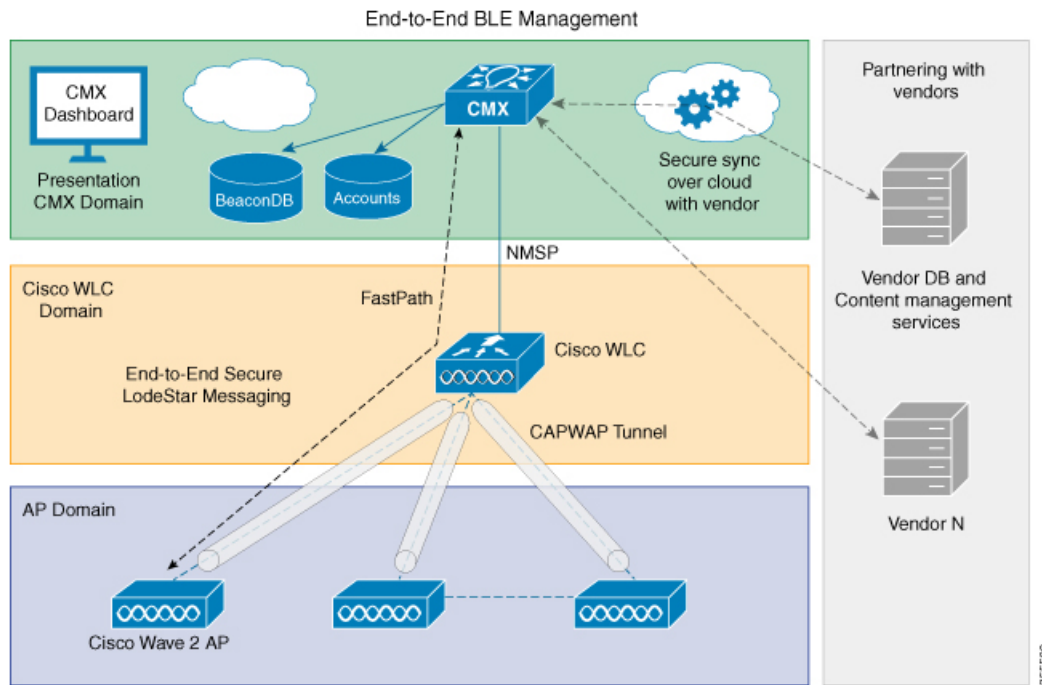 End-to-End BLE Management
CMX
Dashboard
Presentation
CMX Domain
BeaconDB
Accounts
CMX
Secure sync
over cloud
with vendor
Partnering with
vendors
Vendor DB and
Content management
services
Vendor N
NMSP
Cisco WLC
Domain
FastPath
End-to-End Secure
LodeStar Messaging
Cisco WLC
CAPWAP Tunnel
AP Domain
Cisco Wave 2 AP